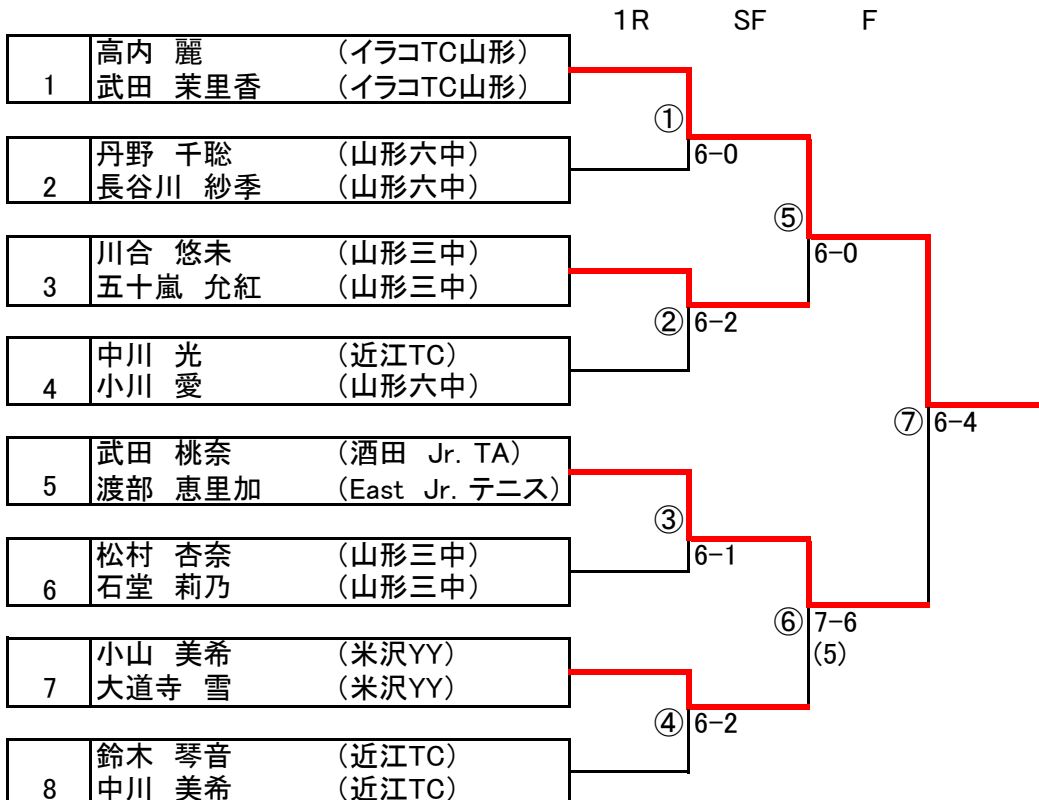 1R SF F
高内 麗 (イラコTC山形)
1 武田 茉里香 (イラコTC山形)
①
6-0
丹野 千聡 (山形六中)
2 長谷川 紗季 (山形六中)
⑤
6-0
川合 悠未 (山形三中)
3 五十嵐 允紅 (山形三中)
② 6-2
中川 光 (近江TC)
4 小川 愛 (山形六中)
⑦ 6-4
武田 桃奈 (酒田 Jr. TA)
5 渡部 恵里加 (East Jr. テニス)
③
6-1
松村 杏奈 (山形三中)
6 石堂 莉乃 (山形三中)
⑥ 7-6
(5)
小山 美希 (米沢YY)
7 大道寺 雪 (米沢YY)
④ 6-2
鈴木 琴音 (近江TC)
8 中川 美希 (近江TC)